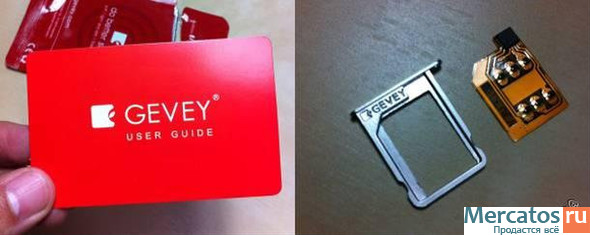 GEVEY®
USER GUIDE
GEVEY
Mercatos.ru
Продастся всё